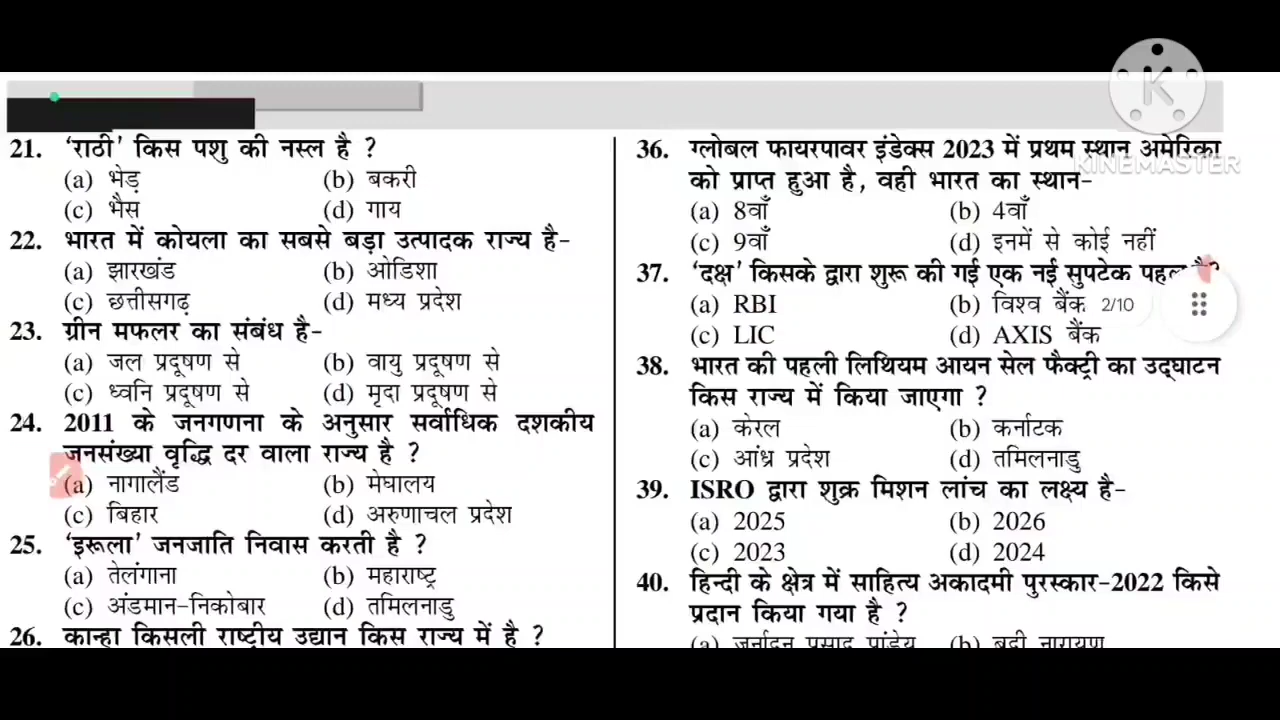 21. 'राठी' किस पशु की नस्ल है ?
(a) भेड़ (b) बकरी
(c) भैस (d) गाय
22. भारत में कोयला का सबसे बड़ा उत्पादक राज्य है-
(a) झारखंड (b) ओडिशा
(c) छत्तीसगढ़ (d) मध्य प्रदेश
23. ग्रीन मफलर का संबंध है-
(a) जल प्रदूषण से (b) वायु प्रदूषण से
(c) ध्वनि प्रदूषण से (d) मृदा प्रदूषण से
24. 2011 के जनगणना के अनुसार सर्वाधिक दशकीय
जनसंख्या वृद्धि दर वाला राज्य है ?
(a) नागालैंड (b) मेघालय
(c) बिहार (d) अरुणाचल प्रदेश
25. 'इरूला' जनजाति निवास करती है ?
(a) तेलंगाना (b) महाराष्ट्र
(c) अंडमान-निकोबार (d) तमिलनाडु
26. कान्हा किसली राष्ट्रीय उद्यान किस राज्य में है ?
36. ग्लोबल फायरपावर इंडेक्स 2023 में प्रथम स्थान अमेरिका
को प्राप्त हुआ है, वही भारत का स्थान-
(a) 8वाँ (b) 4वाँ
(c) 9वाँ (d) इनमें से कोई नहीं
37. 'दक्ष' किसके द्वारा शुरू की गई एक नई सुपटेक पहल है?
(a) RBI (b) विश्व बैंक
(c) LIC (d) AXIS बैंक
38. भारत की पहली लिथियम आयन सेल फैक्ट्री का उद्घाटन
किस राज्य में किया जाएगा ?
(a) केरल (b) कर्नाटक
(c) आंध्र प्रदेश (d) तमिलनाडु
39. ISRO द्वारा शुक्र मिशन लांच का लक्ष्य है-
(a) 2025 (b) 2026
(c) 2023 (d) 2024
40. हिन्दी के क्षेत्र में साहित्य अकादमी पुरस्कार-2022 किसे
प्रदान किया गया है ?
(a) जर्नादन प्रसाद पांडेय (b) बद्री नारायण
2/10
K
KINEMASTER